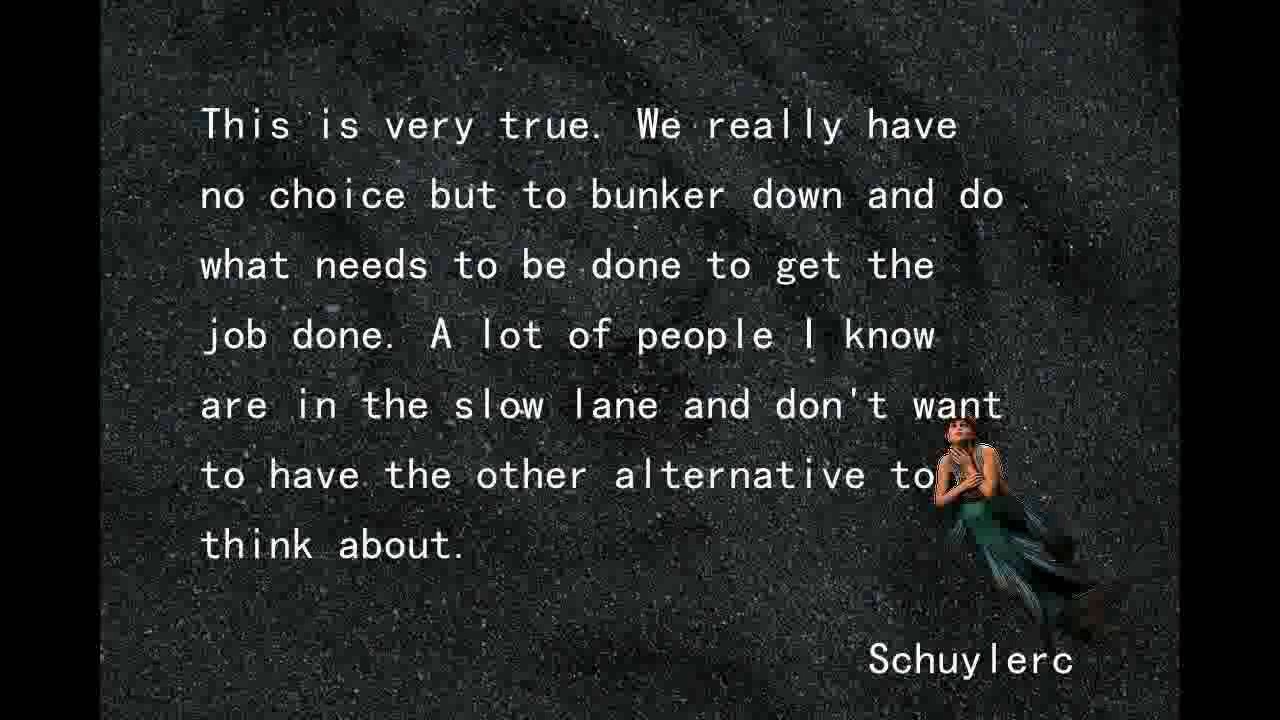 This is very true. We really have
no choice but to bunker down and do
what needs to be done to get the
job done. A lot of people I know
are in the slow lane and don't want
to have the other alternative to
think about.
Schuylerc